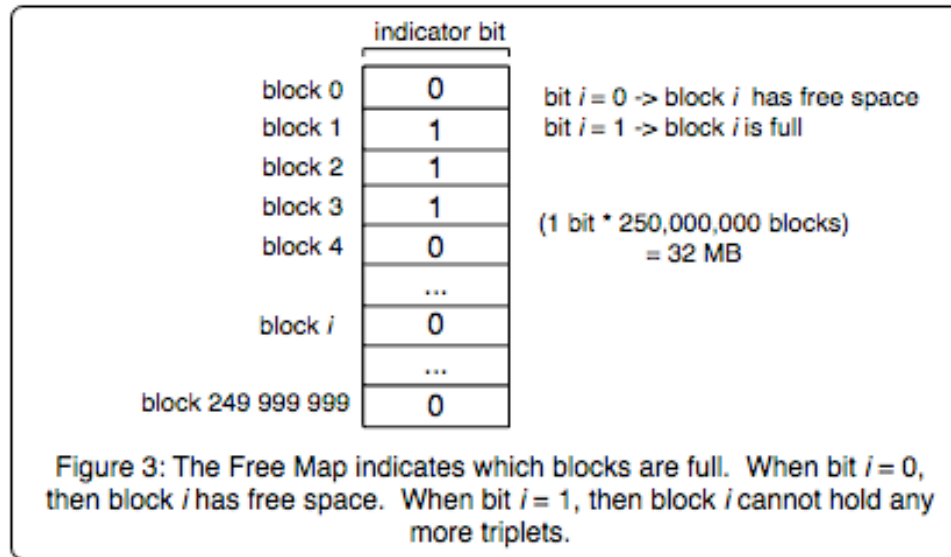 indicator bit
block 0 0
bit i = 0 -> block i has free space
block 1 1
bit i = 1 -> block i is full
block 2 1
block 3 1
(1 bit * 250,000,000 blocks)
block 4 0
= 32 MB
...
block i 0
...
block 249 999 999 0
Figure 3: The Free Map indicates which blocks are full. When bit i = 0,
then block i has free space. When bit i = 1, then block i cannot hold any
more triplets.